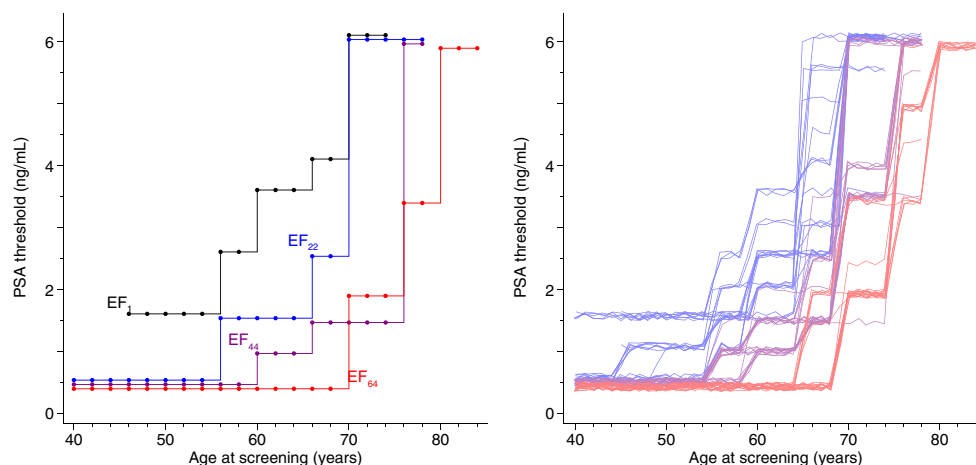 6
4
2
0
PSA threshold (ng/mL)
EF1
EF22
EF44
EF64
40 50 60 70 80
Age at screening (years)
6
4
2
0
PSA threshold (ng/mL)
40 50 60 70 80
Age at screening (years)